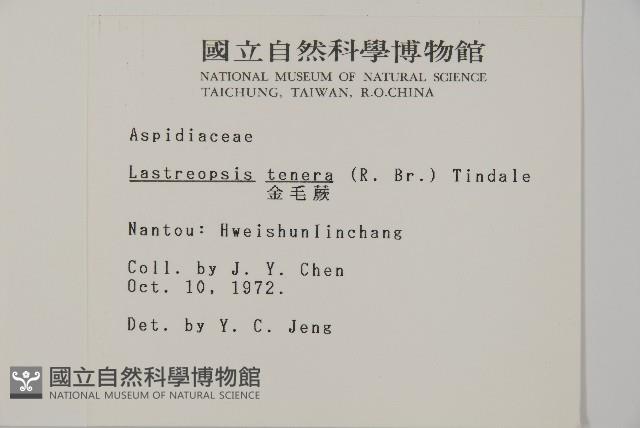 國立自然科學博物館
NATIONAL MUSEUM OF NATURAL SCIENCE
TAICHUNG, TAIWAN, R.O.CHINA
Aspidiaceae
Lastreopsis tenera (R. Br.) Tindale
金毛蕨
Nantou: Hweishunlinchang
Coll. by J. Y. Chen
Oct. 10, 1972.
Det. by Y. C. Jeng
國立自然科學博物館
NATIONAL MUSEUM OF NATURAL SCIENCE